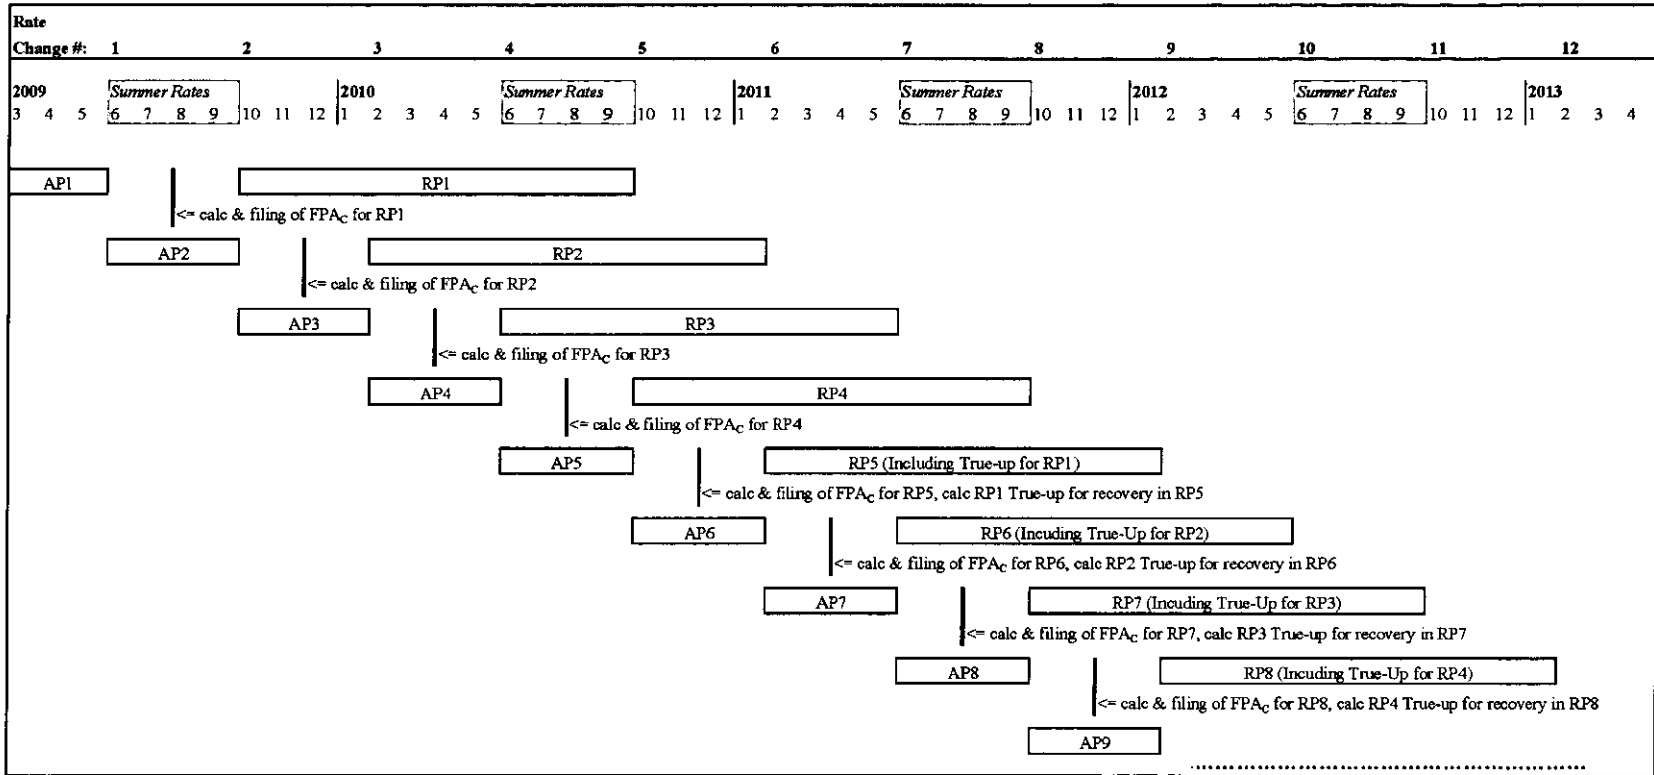 Rate
Change #: 1 2 3 4 5 6 7 8 9 10 11 12
2009 Summer Rates 2010 Summer Rates 2011 Summer Rates 2012 Summer Rates 2013
3 4 5 6 7 8 9 10 11 12 1 2 3 4 5 6 7 8 9 10 11 12 1 2 3 4 5 6 7 8 9 10 11 12 1 2 3 4 5 6 7 8 9 10 11 12 1 2 3 4
AP1 RP1
<= calc & filing of FPAC for RP1
AP2 RP2
<= calc & filing of FPAC for RP2
AP3 RP3
<= calc & filing of FPAC for RP3
AP4 RP4
<= calc & filing of FPAC for RP4
AP5 RP5 (Including True-up for RP1)
<= calc & filing of FPAC for RP5, calc RP1 True-up for recovery in RP5
AP6 RP6 (Incuding True-Up for RP2)
<= calc & filing of FPAC for RP6, calc RP2 True-up for recovery in RP6
AP7 RP7 (Incuding True-Up for RP3)
<= calc & filing of FPAC for RP7, calc RP3 True-up for recovery in RP7
AP8 RP8 (Incuding True-Up for RP4)
<= calc & filing of FPAC for RP8, calc RP4 True-up for recovery in RP8
AP9